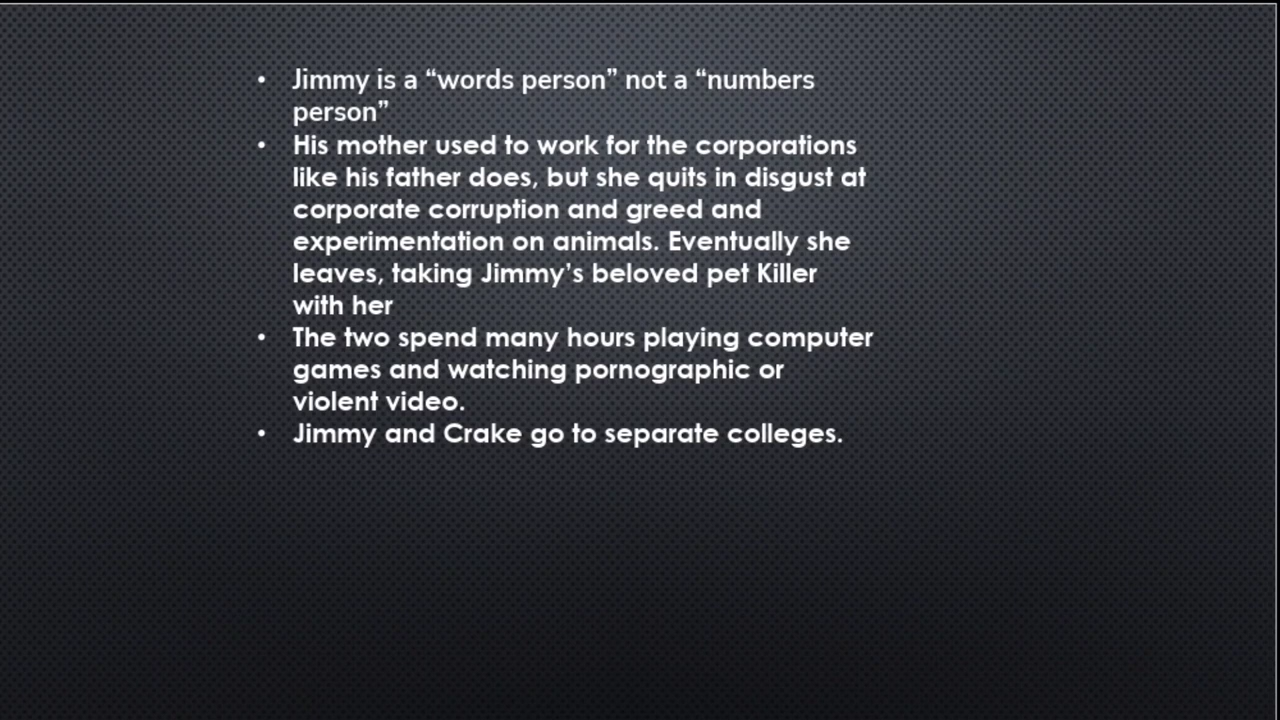 • Jimmy is a “words person” not a “numbers
person”
• His mother used to work for the corporations
like his father does, but she quits in disgust at
corporate corruption and greed and
experimentation on animals. Eventually she
leaves, taking Jimmy’s beloved pet Killer
with her
• The two spend many hours playing computer
games and watching pornographic or
violent video.
• Jimmy and Crake go to separate colleges.